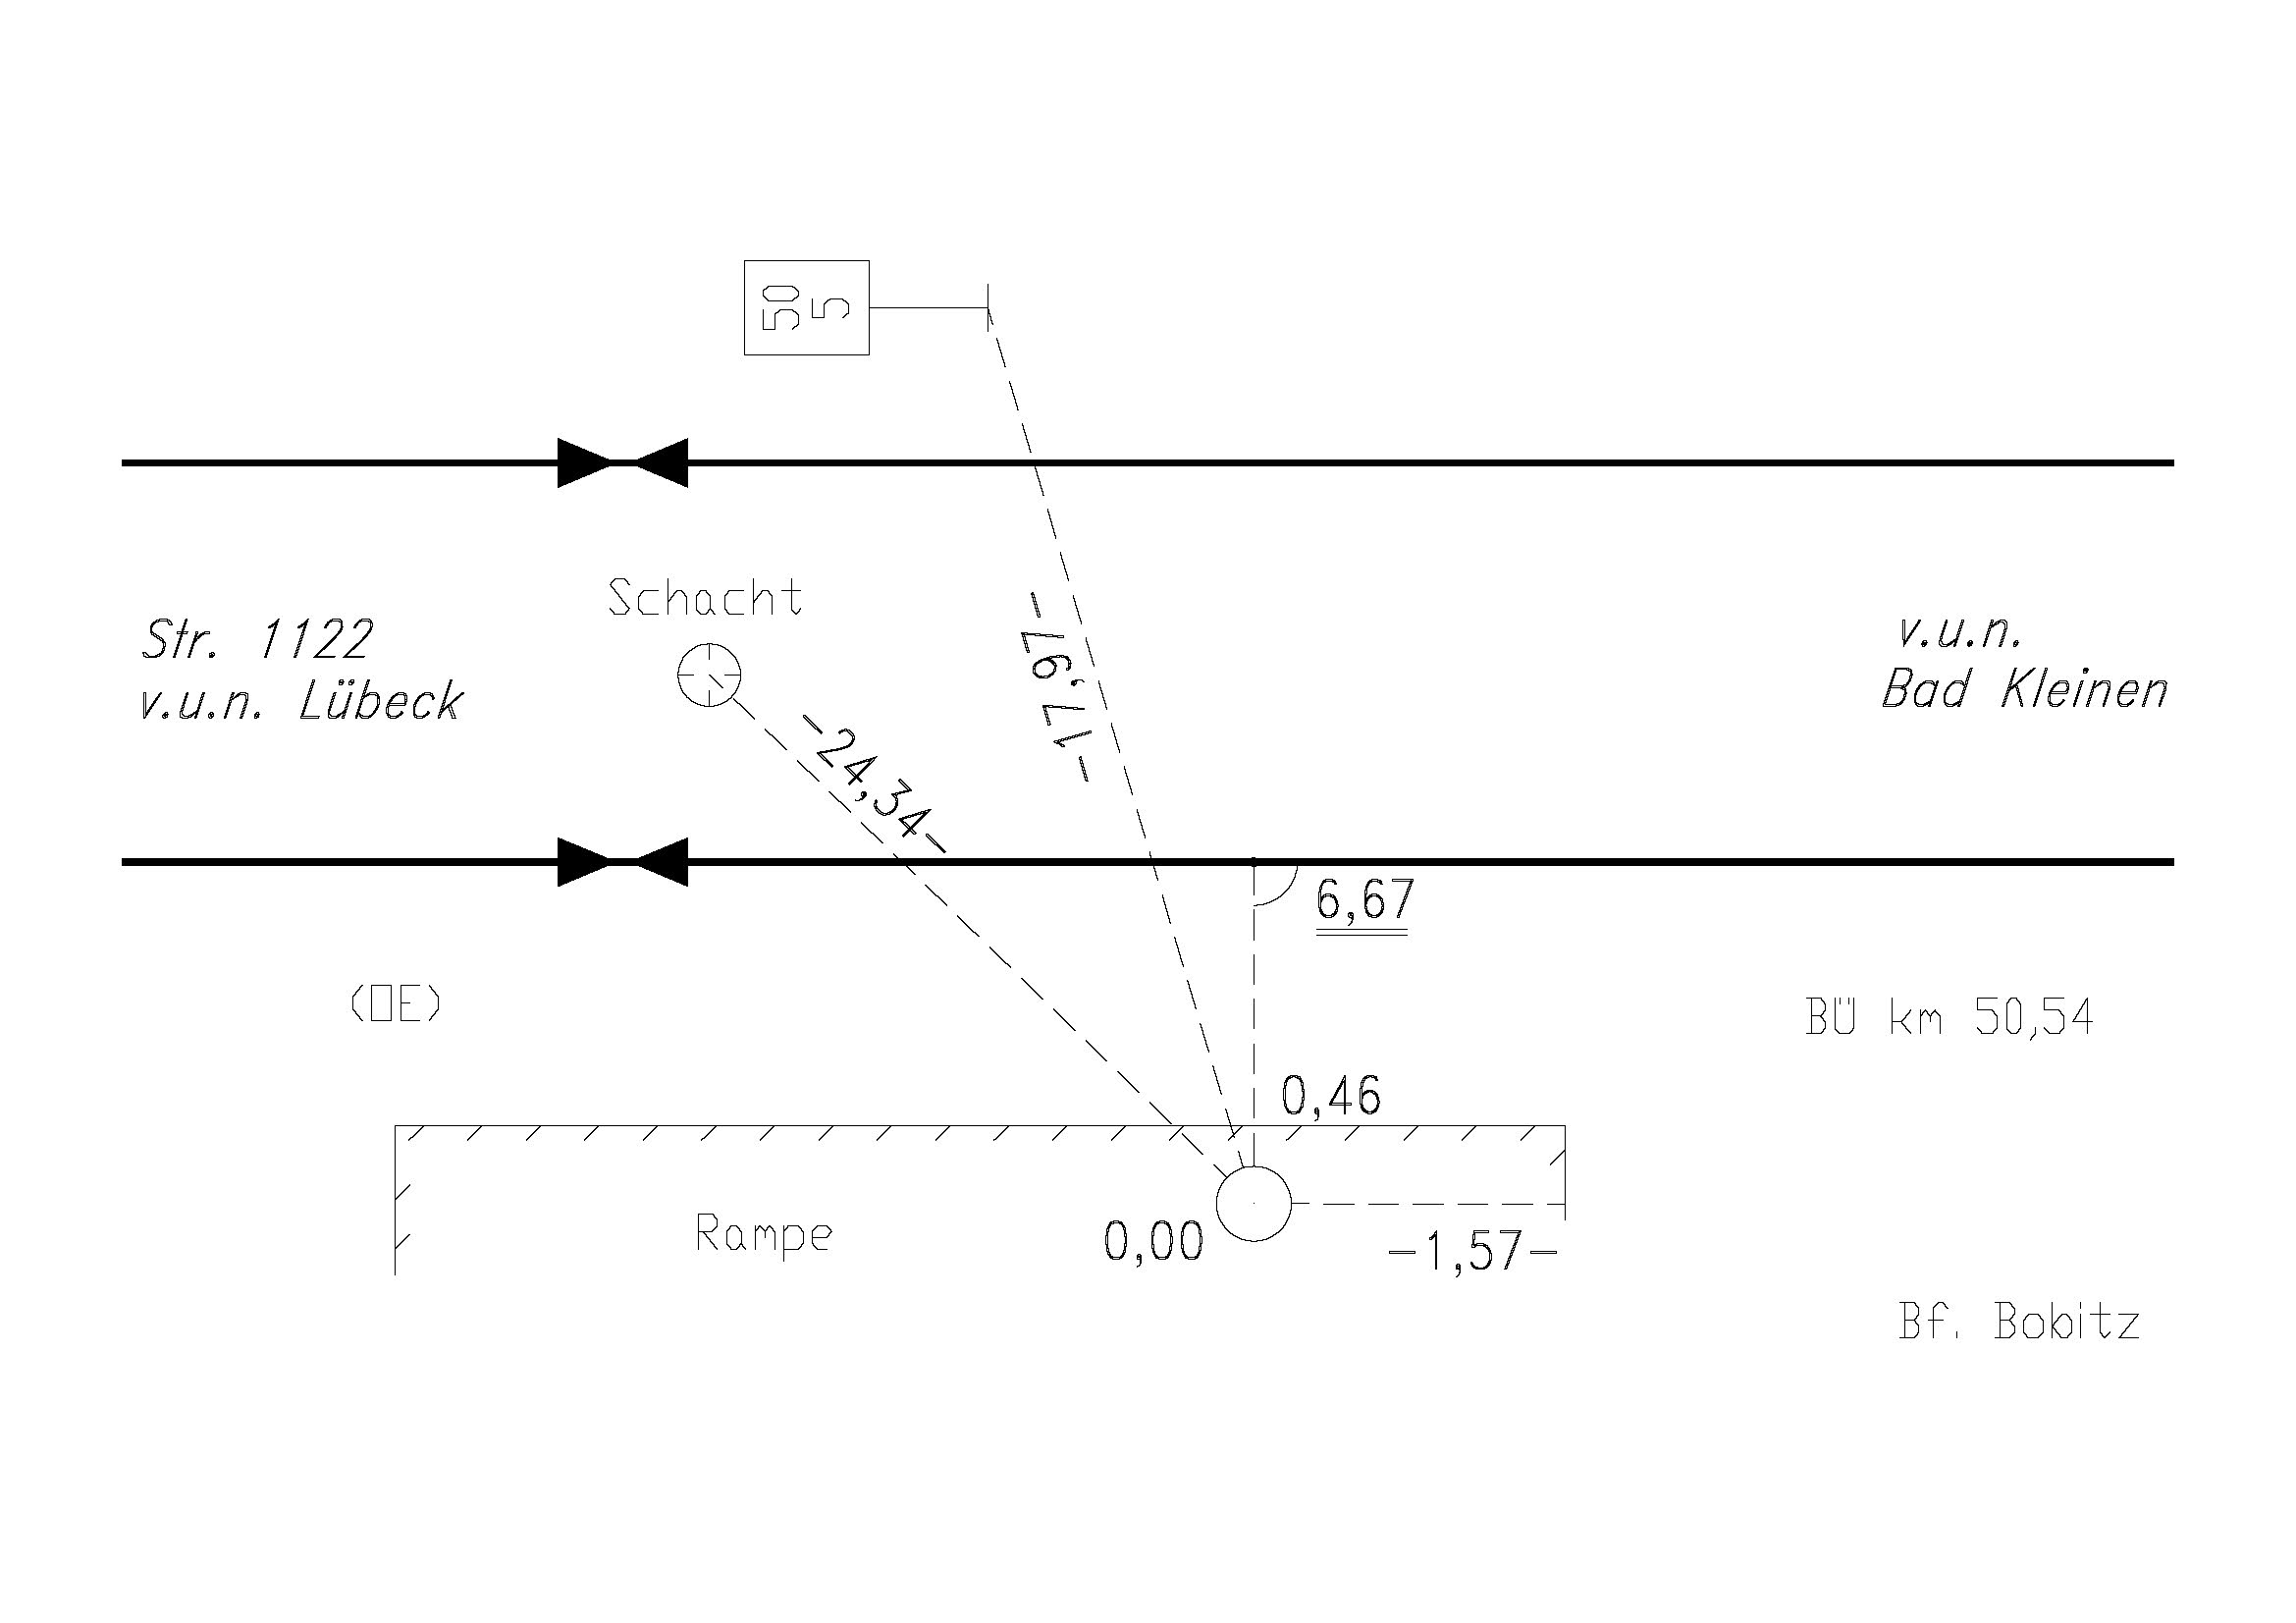 50
5
Schacht
Str. 1122
v.u.n. Lübeck
v.u.n.
Bad Kleinen
-17,97-
-24,34-
6,67
(□E)
BÜ km 50,54
0,46
Rampe
0,00
-1,57-
Bf. Bobitz